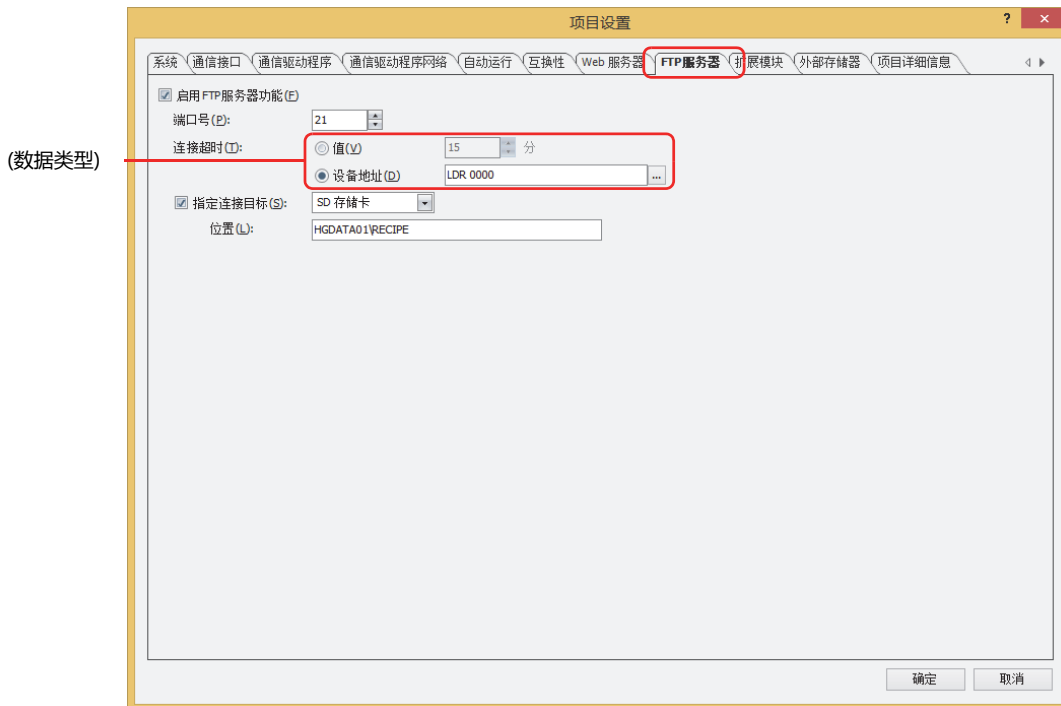 项目设置
系统 通信接口 通信驱动程序 通信驱动程序网络 自动运行 互换性 Web 服务器 FTP服务器 扩展模块 外部存储器 项目详细信息
启用FTP服务器功能(F)
端口号(P): 21
连接超时(T): 值(V) 15 分
(数据类型)
设备地址(D) LDR 0000 ...
指定连接目标(S): SD 存储卡
位置(L): HGDATA01\RECIPE
确定 取消